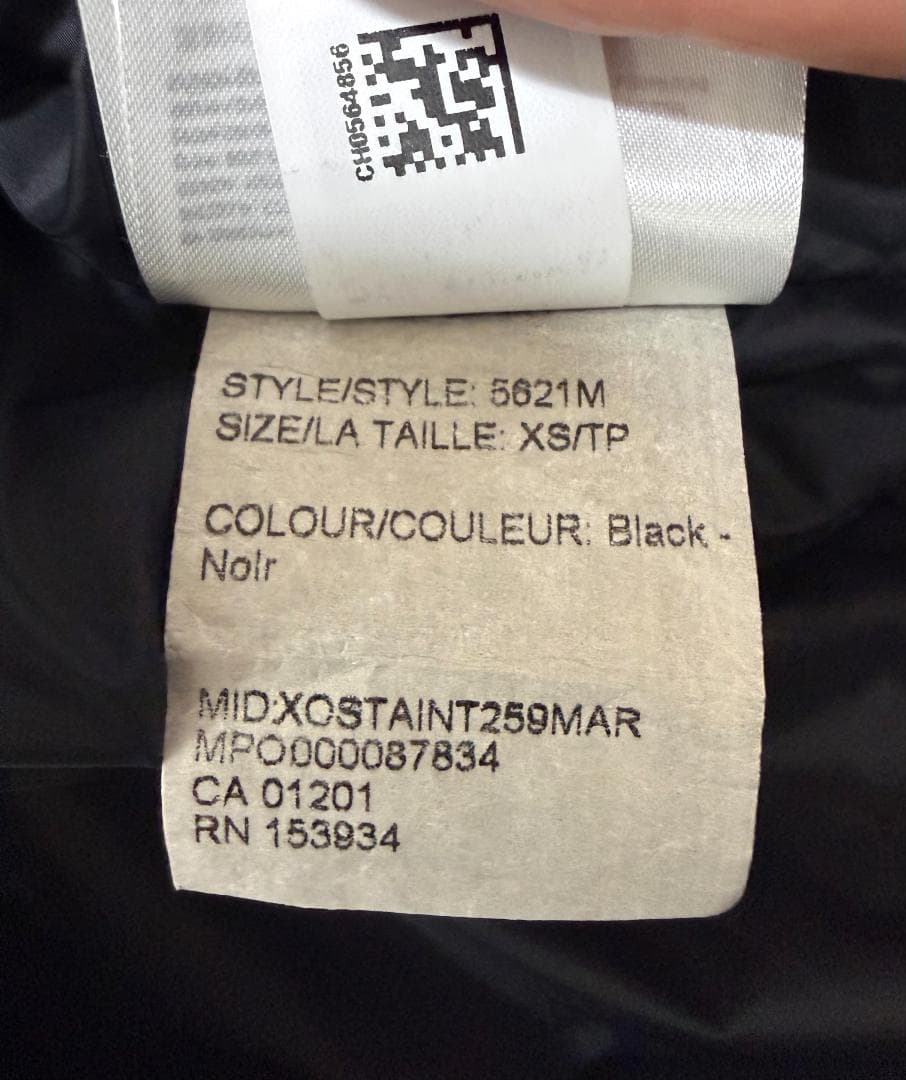 CH0564856
STYLE/STYLE: 5621M
SIZE/LA TAILLE: XS/TP
COLOUR/COULEUR: Black -
Noir
MID:XOSTAINT259MAR
MPO000087834
CA 01201
RN 153934